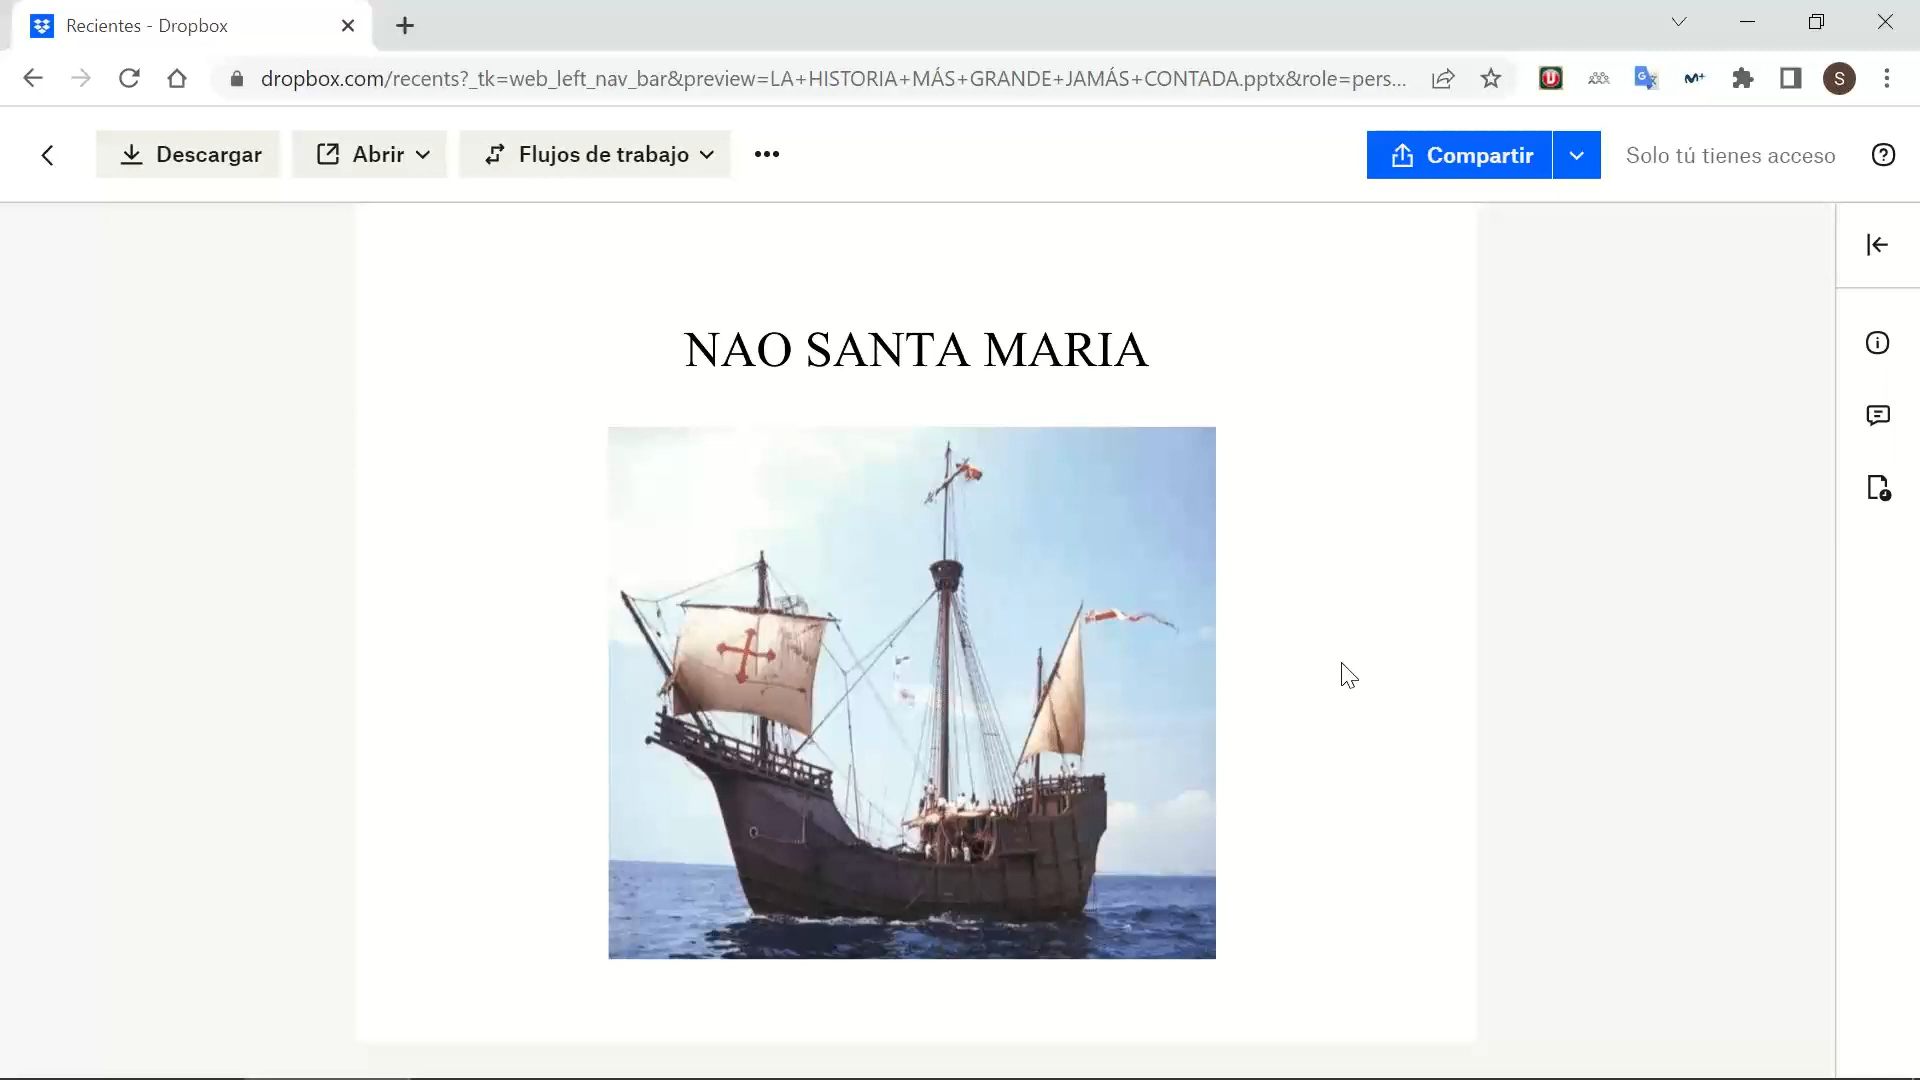 Recientes - Dropbox
dropbox.com/recents?_tk=web_left_nav_bar&preview=LA+HISTORIA+MÁS+GRANDE+JAMÁS+CONTADA.pptx&role=pers...
S
Descargar
Abrir
Flujos de trabajo
Compartir
Solo tú tienes acceso
NAO SANTA MARIA